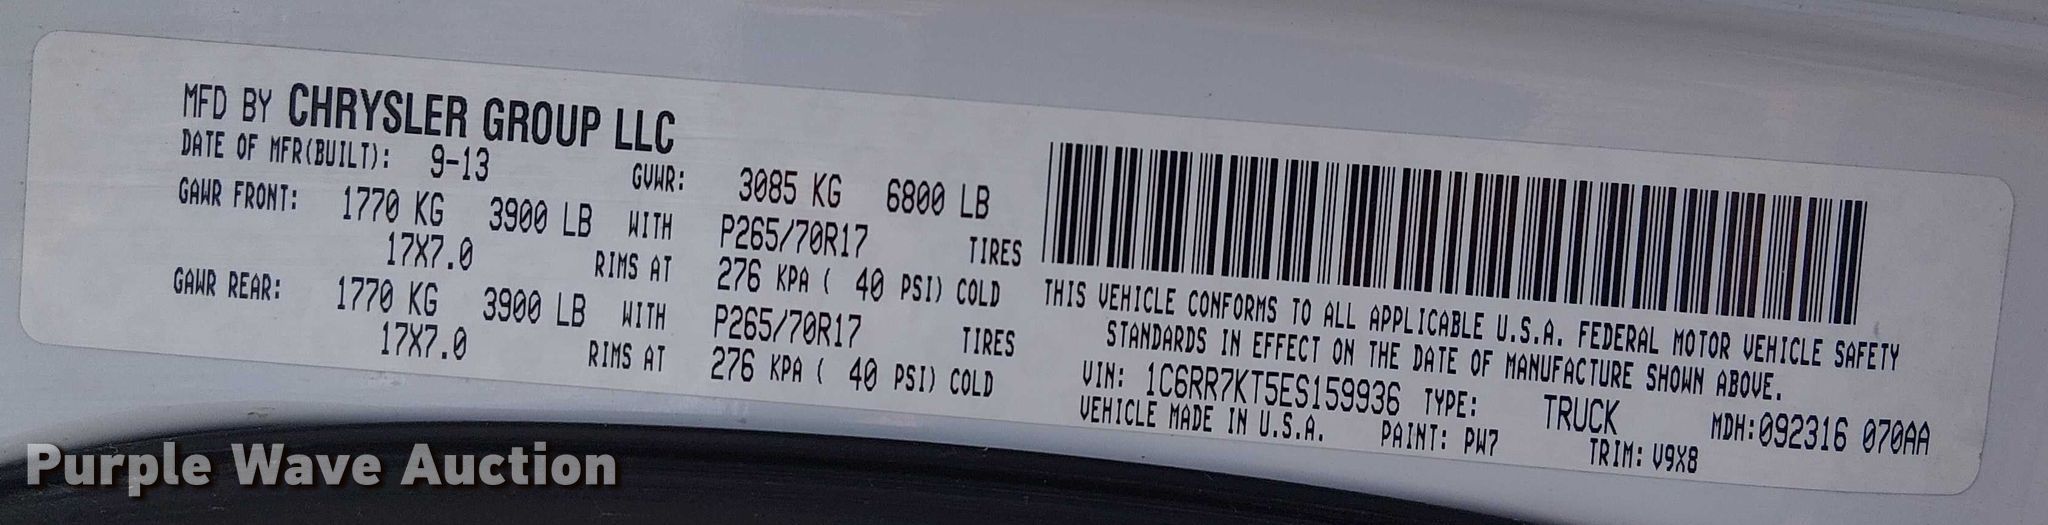 MFD BY CHRYSLER GROUP LLC
DATE OF MFR(BUILT): 9-13 GVWR: 3085 KG 6800 LB
GAWR FRONT: 1770 KG 3900 LB WITH P265/70R17 TIRES
17X7.0 RIMS AT 276 KPA ( 40 PSI) COLD
GAWR REAR: 1770 KG 3900 LB WITH P265/70R17 TIRES
17X7.0 RIMS AT 276 KPA ( 40 PSI) COLD
THIS VEHICLE CONFORMS TO ALL APPLICABLE U.S.A. FEDERAL MOTOR VEHICLE SAFETY
STANDARDS IN EFFECT ON THE DATE OF MANUFACTURE SHOWN ABOVE.
VIN: 1C6RR7KT5ES159936 TYPE: TRUCK MDH:092316 070AA
VEHICLE MADE IN U.S.A. PAINT: PW7 TRIM: V9X8
Purple Wave Auction